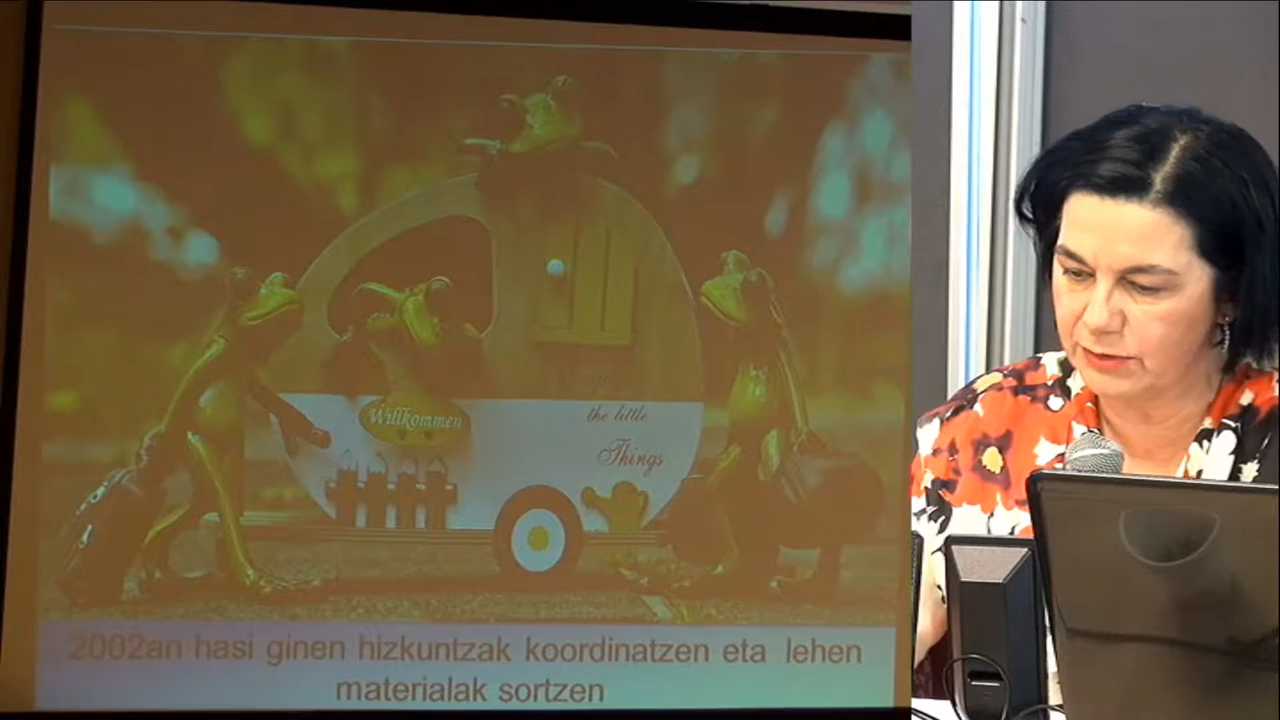 Willkommen
the little
Things
2002an hasi ginen hizkuntzak koordinatzen eta lehen
materialak sortzen